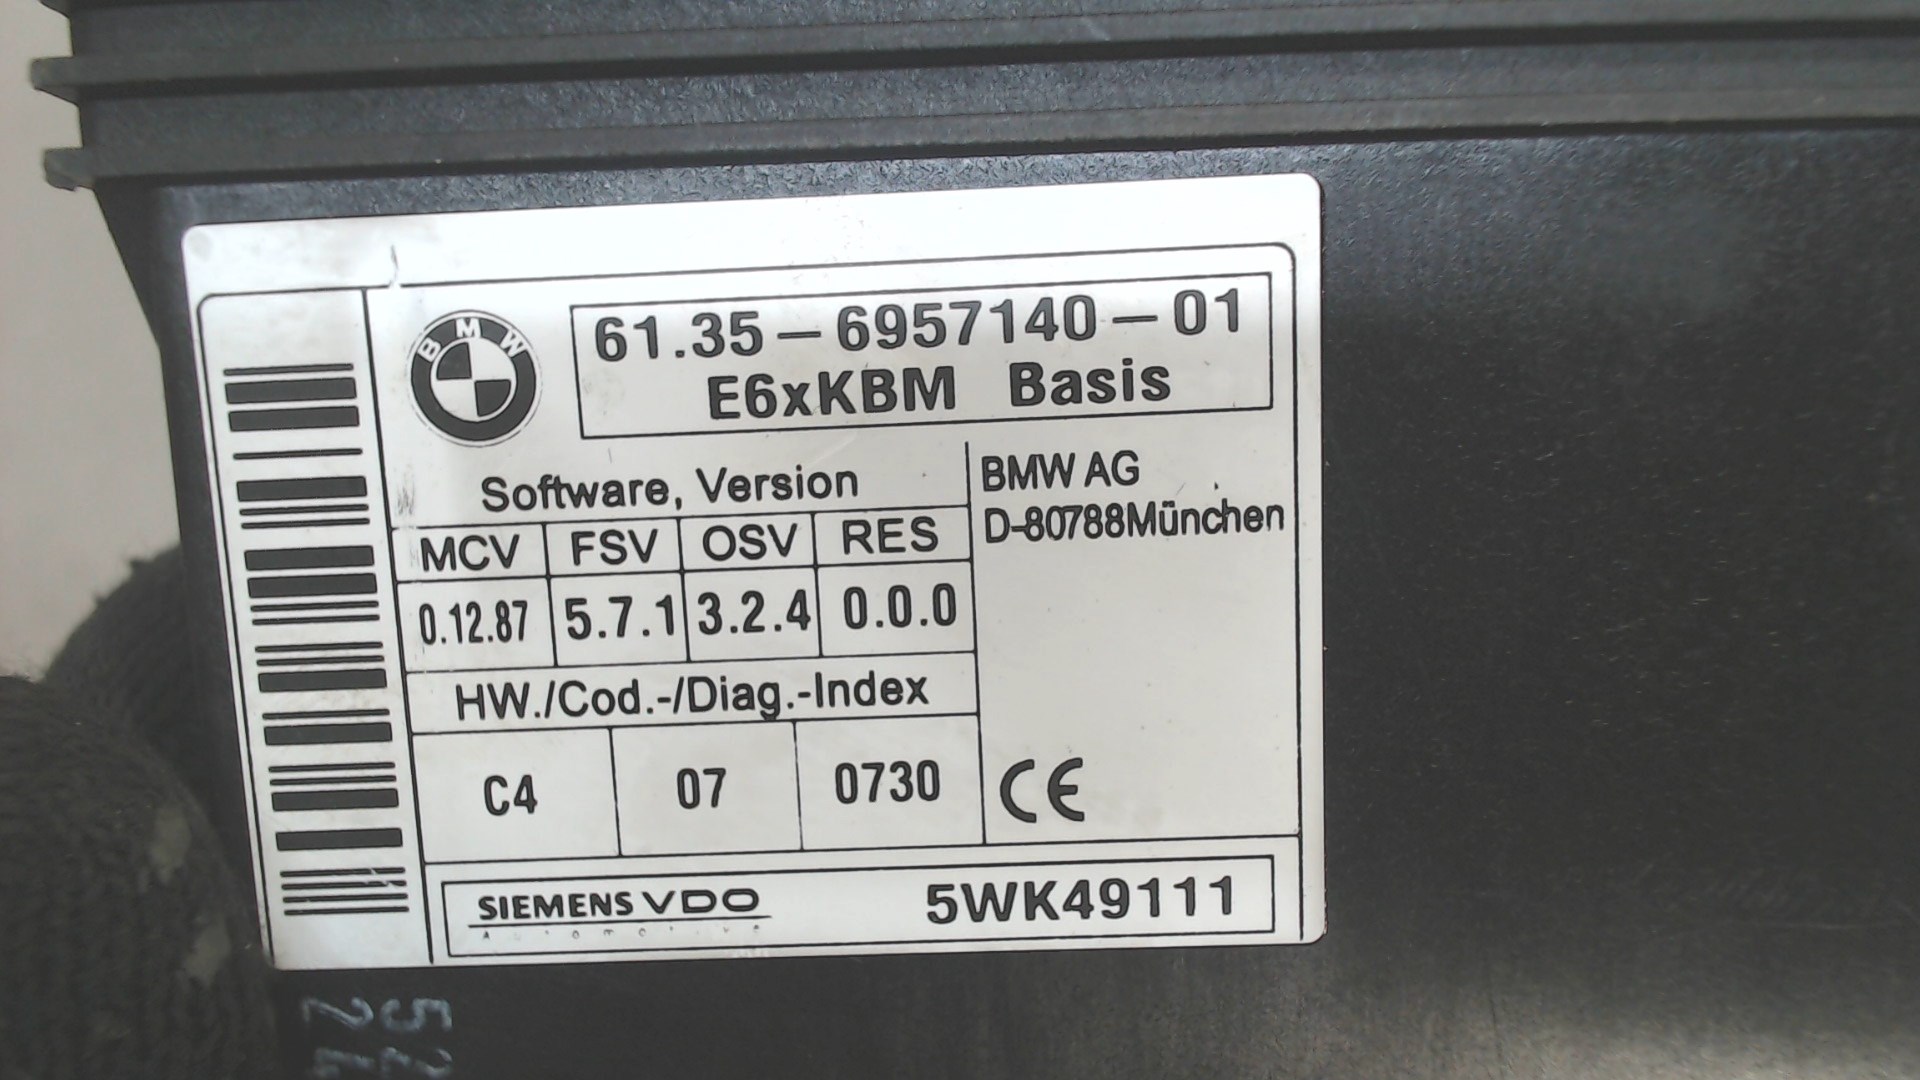 BMW
61.35-6957140-01
E6xKBM Basis
Software, Version
MCV FSV OSV RES
0.12.87 5.7.1 3.2.4 0.0.0
HW./Cod.-/Diag.-Index
C4 07 0730
BMW AG
D-80788München
CE
SIEMENS VDO
Automotive
5WK49111